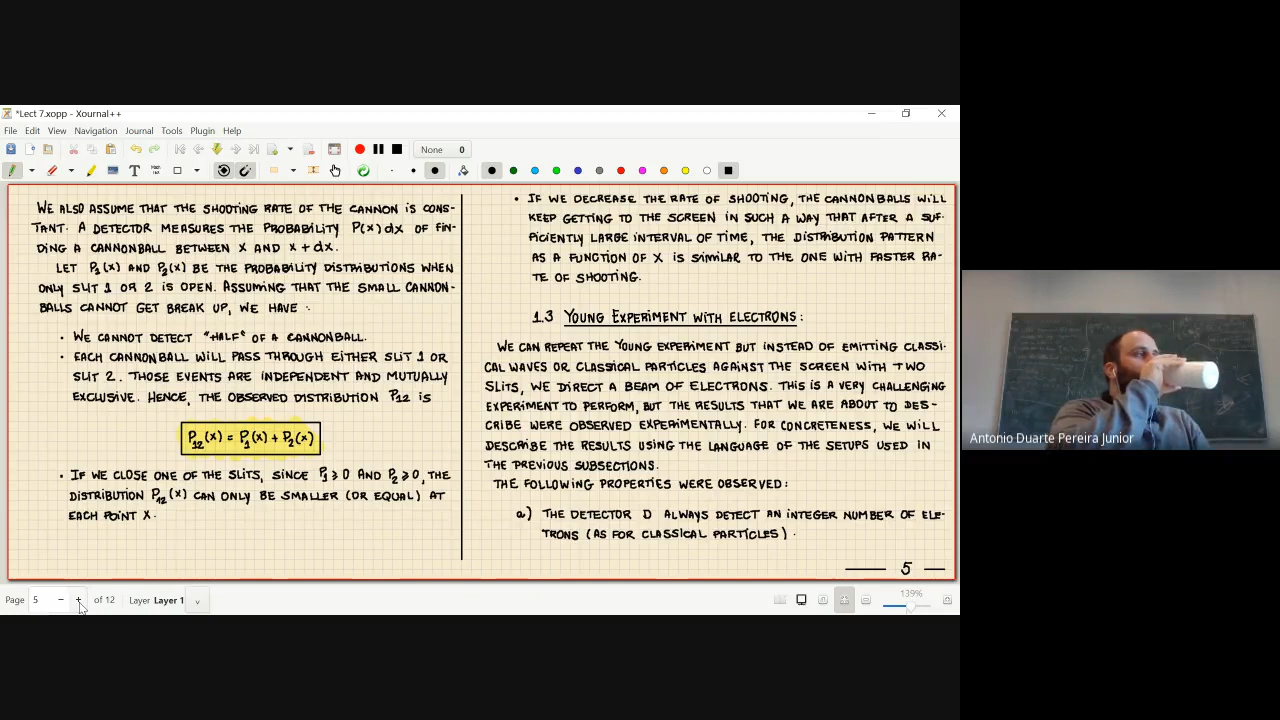 *Lect 7.xopp - Xournal++
File Edit View Navigation Journal Tools Plugin Help
None 0
WE ALSO ASSUME THAT THE SHOOTING RATE OF THE CANNON IS CONS-
TANT. A DETECTOR MEASURES THE PROBABILITY P(x)dx OF FIN-
DING A CANNONBALL BETWEEN X AND X + dX.
LET P₁(x) AND P₂(x) BE THE PROBABILITY DISTRIBUTIONS WHEN
ONLY SLIT 1 OR 2 IS OPEN. ASSUMING THAT THE SMALL CANNON-
BALLS CANNOT GET BREAK UP, WE HAVE :
• WE CANNOT DETECT "HALF" OF A CANNONBALL.
• EACH CANNONBALL WILL PASS THROUGH EITHER SLIT 1 OR
SLIT 2. THOSE EVENTS ARE INDEPENDENT AND MUTUALLY
EXCLUSIVE. HENCE, THE OBSERVED DISTRIBUTION P₁₂ IS
P₁₂(x) = P₁(x) + P₂(x)
• IF WE CLOSE ONE OF THE SLITS, SINCE P₁ ⩾ 0 AND P₂ ⩾ 0, THE
DISTRIBUTION P₁₂(x) CAN ONLY BE SMALLER (OR EQUAL) AT
EACH POINT X.
• IF WE DECREASE THE RATE OF SHOOTING, THE CANNONBALLS WILL
KEEP GETTING TO THE SCREEN IN SUCH A WAY THAT AFTER A SUF-
FICIENTLY LARGE INTERVAL OF TIME, THE DISTRIBUTION PATTERN
AS A FUNCTION OF X IS SIMILAR TO THE ONE WITH FASTER RA-
TE OF SHOOTING.
1.3 YOUNG EXPERIMENT WITH ELECTRONS:
WE CAN REPEAT THE YOUNG EXPERIMENT BUT INSTEAD OF EMITTING CLASSI-
CAL WAVES OR CLASSICAL PARTICLES AGAINST THE SCREEN WITH TWO
SLITS, WE DIRECT A BEAM OF ELECTRONS. THIS IS A VERY CHALLENGING
EXPERIMENT TO PERFORM, BUT THE RESULTS THAT WE ARE ABOUT TO DES-
CRIBE WERE OBSERVED EXPERIMENTALLY. FOR CONCRETENESS, WE WILL
DESCRIBE THE RESULTS USING THE LANGUAGE OF THE SETUPS USED IN
THE PREVIOUS SUBSECTIONS.
THE FOLLOWING PROPERTIES WERE OBSERVED:
a) THE DETECTOR D ALWAYS DETECT AN INTEGER NUMBER OF ELE-
TRONS (AS FOR CLASSICAL PARTICLES).
5
Page 5 − + of 12 Layer Layer 1
139%
Antonio Duarte Pereira Junior